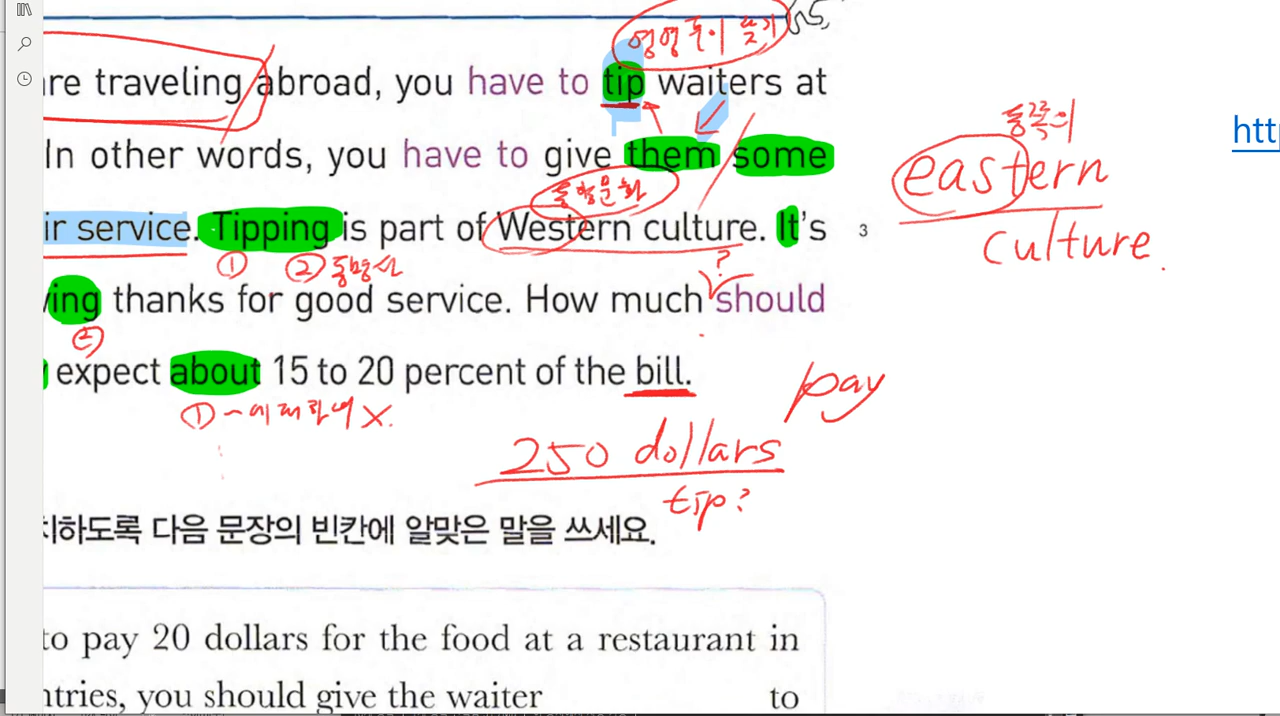 영영 풀이 쓰기
re traveling abroad, you have to tip waiters at
In other words, you have to give them some
동쪽의
eastern
culture.
htt
동양문화
ir service. Tipping is part of Western culture. It's
3
① ② 동명사
?
ing thanks for good service. How much should
②
expect about 15 to 20 percent of the bill.
① ~에 대하여 X.
pay
250 dollars
tip?
치하도록 다음 문장의 빈칸에 알맞은 말을 쓰세요.
to pay 20 dollars for the food at a restaurant in
ntries, you should give the waiter to